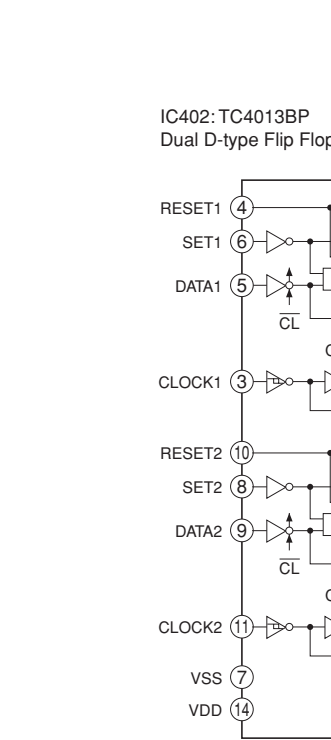 IC402: TC4013BP
Dual D-type Flip Flop
RESET1 4
SET1 6
DATA1 5
CL
CLOCK1 3
RESET2 10
SET2 8
DATA2 9
CL
CLOCK2 11
VSS 7
VDD 14